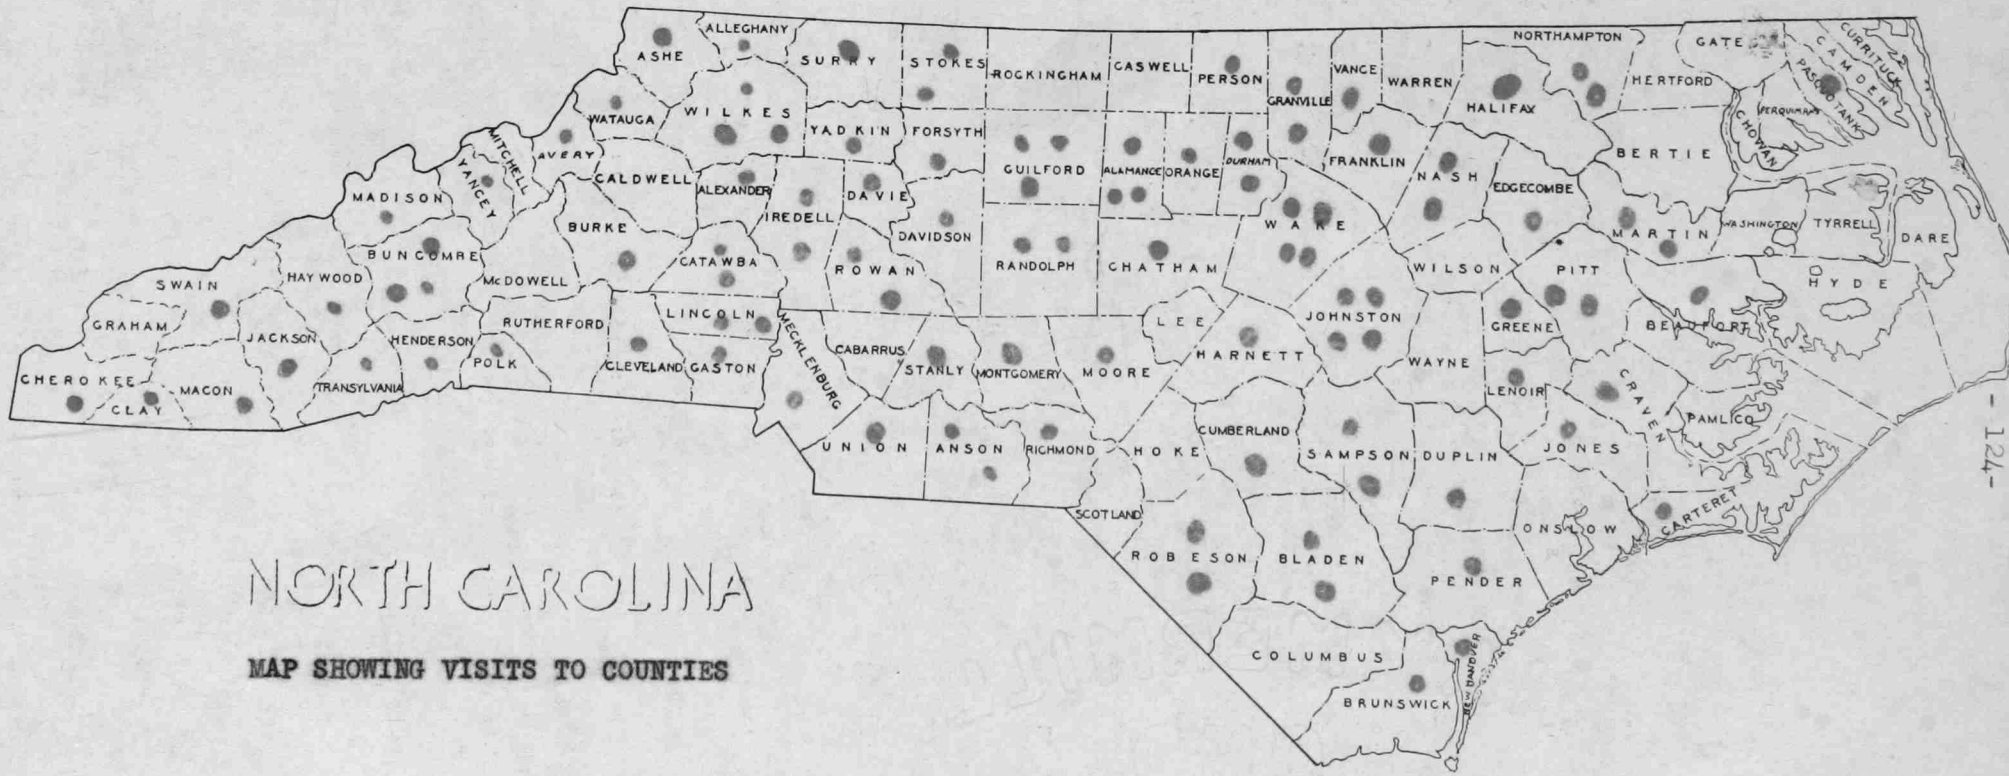 ALLEGHANY
ASHE
SURRY
STOKES
ROCKINGHAM
CASWELL
PERSON
GRANVILLE
VANCE
WARREN
NORTHAMPTON
HALIFAX
HERTFORD
GATE
CURRITUCK
CAMDEN
PASQUOTANK
PERQUIMANS
CHOWAN
WATAUGA
WILKES
YADKIN
FORSYTH
GUILFORD
ALAMANCE
ORANGE
DURHAM
FRANKLIN
NASH
EDGECOMBE
BERTIE
MITCHELL
AVERY
YANCEY
MADISON
CALDWELL
ALEXANDER
IREDELL
DAVIE
DAVIDSON
RANDOLPH
CHATHAM
WAKE
WILSON
PITT
MARTIN
WASHINGTON
TYRRELL
DARE
HYDE
BURKE
BUNCOMBE
McDOWELL
CATAWBA
ROWAN
SWAIN
HAYWOOD
GRAHAM
JACKSON
HENDERSON
RUTHERFORD
LINCOLN
MECKLENBURG
CABARRUS
STANLY
MONTGOMERY
MOORE
LEE
HARNETT
JOHNSTON
WAYNE
GREENE
BEAUFORT
CHEROKEE
CLAY
MACON
TRANSYLVANIA
POLK
CLEVELAND
GASTON
LENOIR
CRAVEN
PAMLICO
UNION
ANSON
RICHMOND
HOKE
CUMBERLAND
SAMPSON
DUPLIN
JONES
SCOTLAND
ROBESON
BLADEN
PENDER
ONSLOW
CARTERET
COLUMBUS
BRUNSWICK
NEW HANOVER
NORTH CAROLINA
MAP SHOWING VISITS TO COUNTIES
- 124-